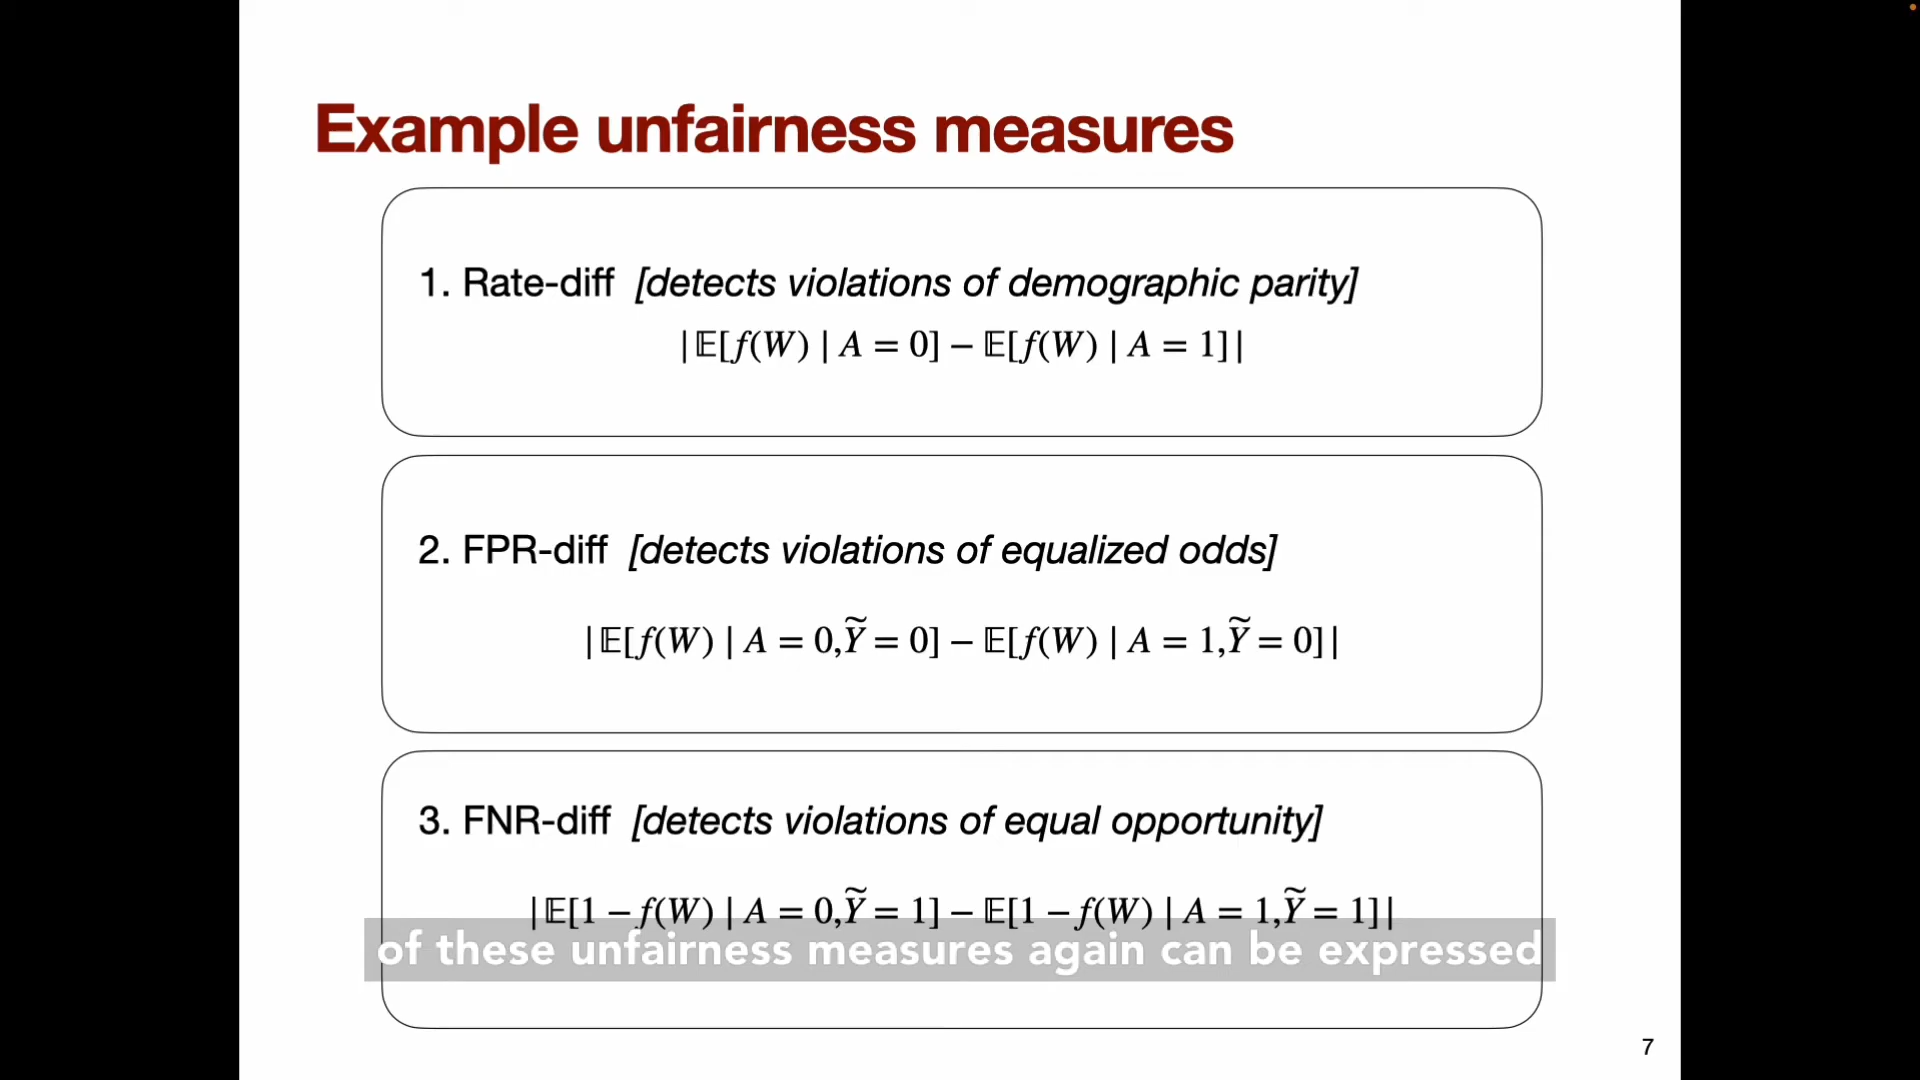 Example unfairness measures
1. Rate-diff [detects violations of demographic parity]
| 𝔼[f(W) | A = 0] − 𝔼[f(W) | A = 1] |
2. FPR-diff [detects violations of equalized odds]
| 𝔼[f(W) | A = 0, Ỹ = 0] − 𝔼[f(W) | A = 1, Ỹ = 0] |
3. FNR-diff [detects violations of equal opportunity]
| 𝔼[1 − f(W) | A = 0, Ỹ = 1] − 𝔼[1 − f(W) | A = 1, Ỹ = 1] |
of these unfairness measures again can be expressed
7